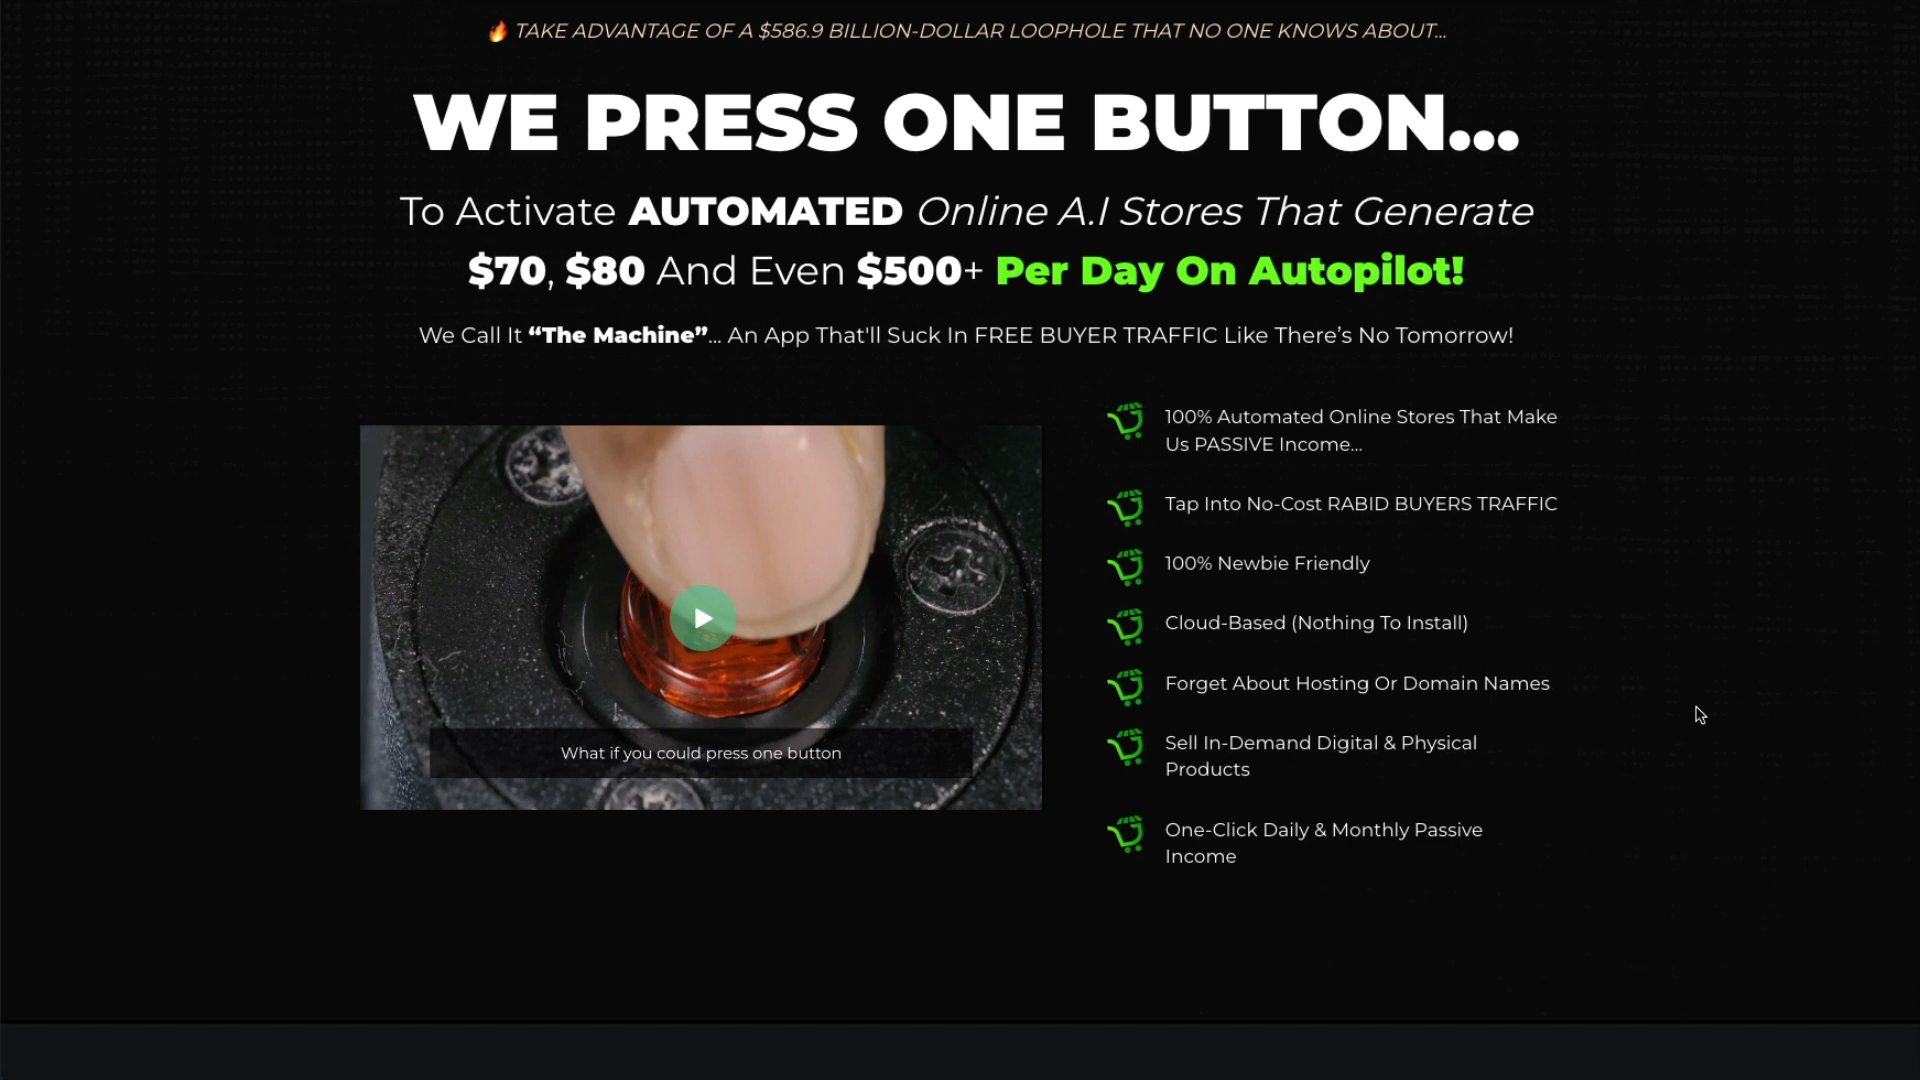 🔥 TAKE ADVANTAGE OF A $586.9 BILLION-DOLLAR LOOPHOLE THAT NO ONE KNOWS ABOUT...
WE PRESS ONE BUTTON...
To Activate AUTOMATED Online A.I Stores That Generate
$70, $80 And Even $500+ Per Day On Autopilot!
We Call It “The Machine”... An App That'll Suck In FREE BUYER TRAFFIC Like There’s No Tomorrow!
What if you could press one button
100% Automated Online Stores That Make
Us PASSIVE Income...
Tap Into No-Cost RABID BUYERS TRAFFIC
100% Newbie Friendly
Cloud-Based (Nothing To Install)
Forget About Hosting Or Domain Names
Sell In-Demand Digital & Physical
Products
One-Click Daily & Monthly Passive
Income